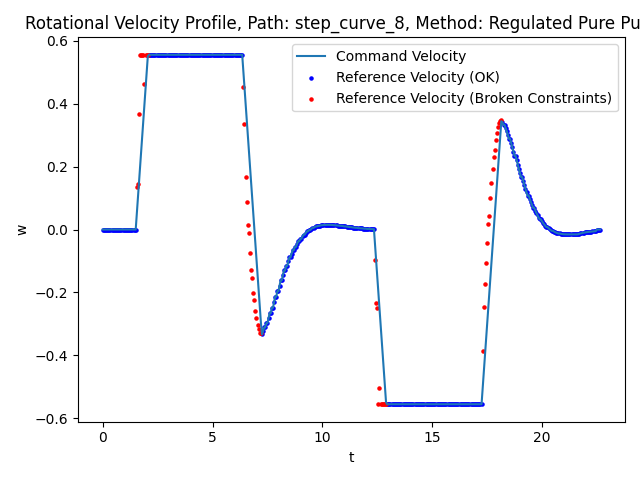 Rotational Velocity Profile, Path: step_curve_8, Method: Regulated Pure Pu
Command Velocity
Reference Velocity (OK)
Reference Velocity (Broken Constraints)
0.6
0.4
0.2
0.0
−0.2
−0.4
−0.6
w
0 5 10 15 20
t